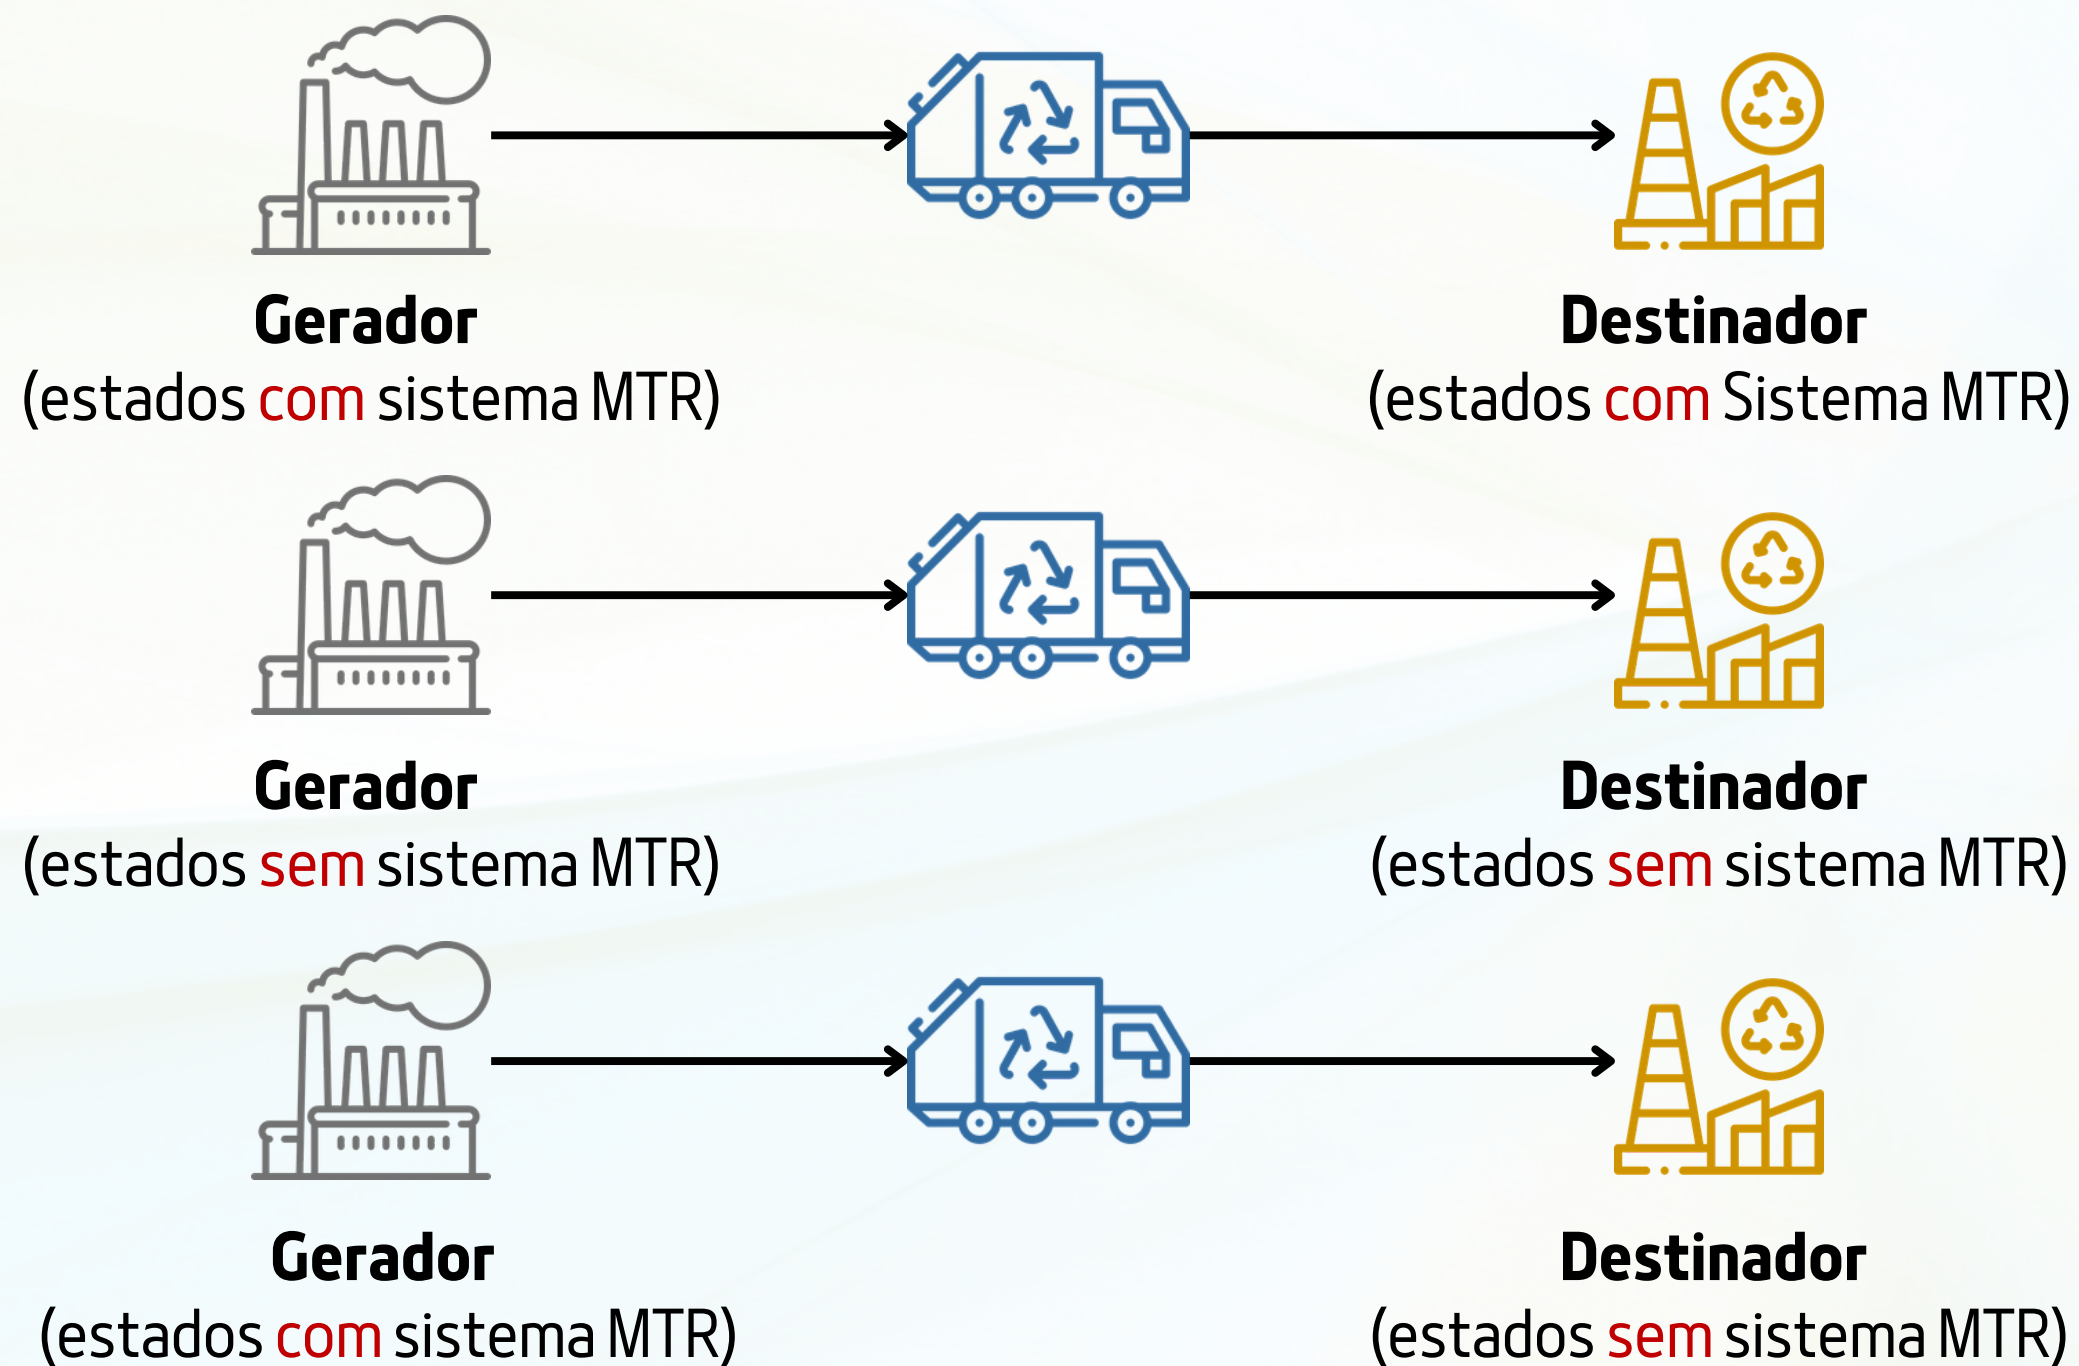 Gerador
(estados com sistema MTR)
Destinador
(estados com Sistema MTR)
Gerador
(estados sem sistema MTR)
Destinador
(estados sem sistema MTR)
Gerador
(estados com sistema MTR)
Destinador
(estados sem sistema MTR)